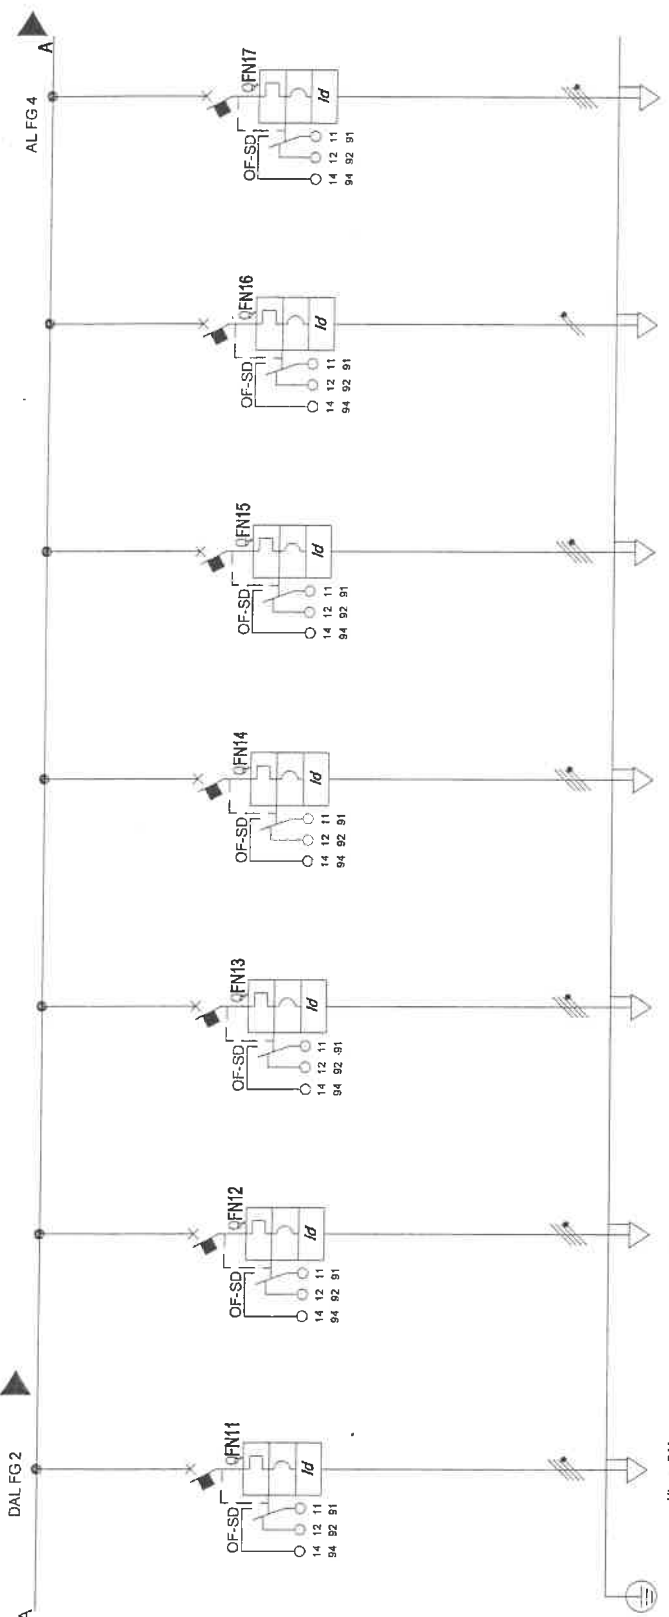 A
AL FG 4
QFN17
Id
OF-SD
11 91
12 92
14 94
QFN16
Id
OF-SD
11 91
12 92
14 94
QFN15
Id
OF-SD
11 91
12 92
14 94
QFN14
Id
OF-SD
11 91
12 92
14 94
QFN13
Id
OF-SD
11 91
12 92
14 94
QFN12
Id
OF-SD
11 91
12 92
14 94
DAL FG 2
QFN11
Id
OF-SD
11 91
12 92
14 94
A